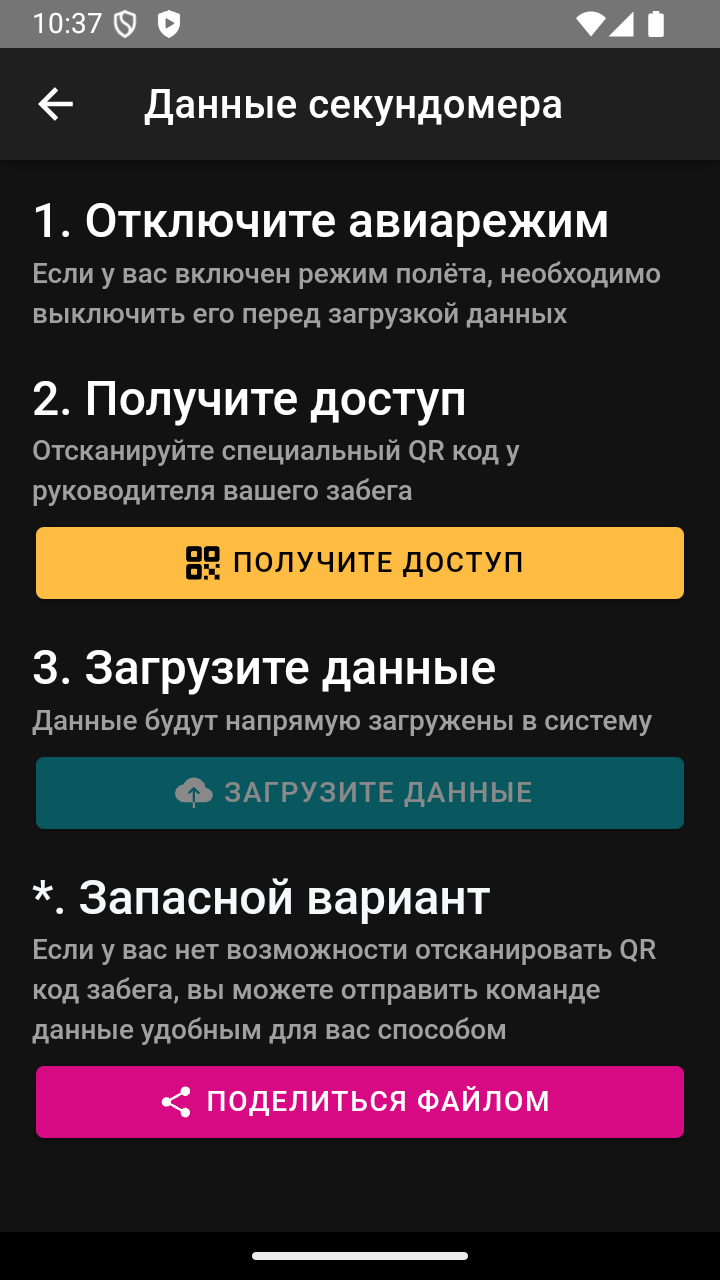 10:37
Данные секундомера
1. Отключите авиарежим
Если у вас включен режим полёта, необходимо
выключить его перед загрузкой данных
2. Получите доступ
Отсканируйте специальный QR код у
руководителя вашего забега
ПОЛУЧИТЕ ДОСТУП
3. Загрузите данные
Данные будут напрямую загружены в систему
ЗАГРУЗИТЕ ДАННЫЕ
*. Запасной вариант
Если у вас нет возможности отсканировать QR
код забега, вы можете отправить команде
данные удобным для вас способом
ПОДЕЛИТЬСЯ ФАЙЛОМ